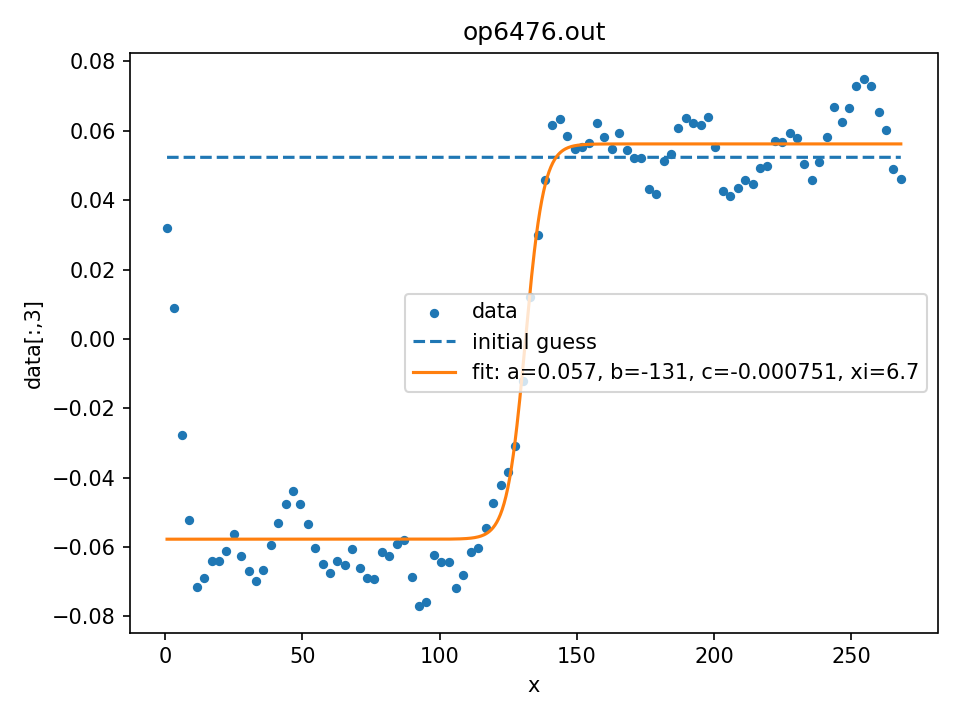 op6476.out
0.08
0.06
0.04
0.02
0.00
−0.02
−0.04
−0.06
−0.08
data[:,3]
data
initial guess
fit: a=0.057, b=-131, c=-0.000751, xi=6.7
0 50 100 150 200 250
x